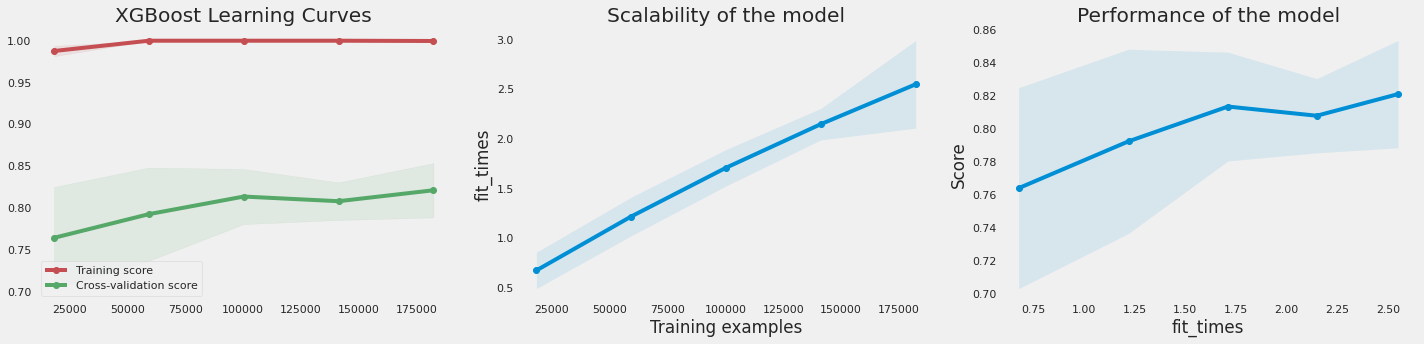 XGBoost Learning Curves
1.00
0.95
0.90
0.85
0.80
0.75
0.70
Training score
Cross-validation score
25000 50000 75000 100000 125000 150000 175000
Scalability of the model
fit_times
3.0
2.5
2.0
1.5
1.0
0.5
25000 50000 75000 100000 125000 150000 175000
Training examples
Performance of the model
Score
0.86
0.84
0.82
0.80
0.78
0.76
0.74
0.72
0.70
0.75 1.00 1.25 1.50 1.75 2.00 2.25 2.50
fit_times